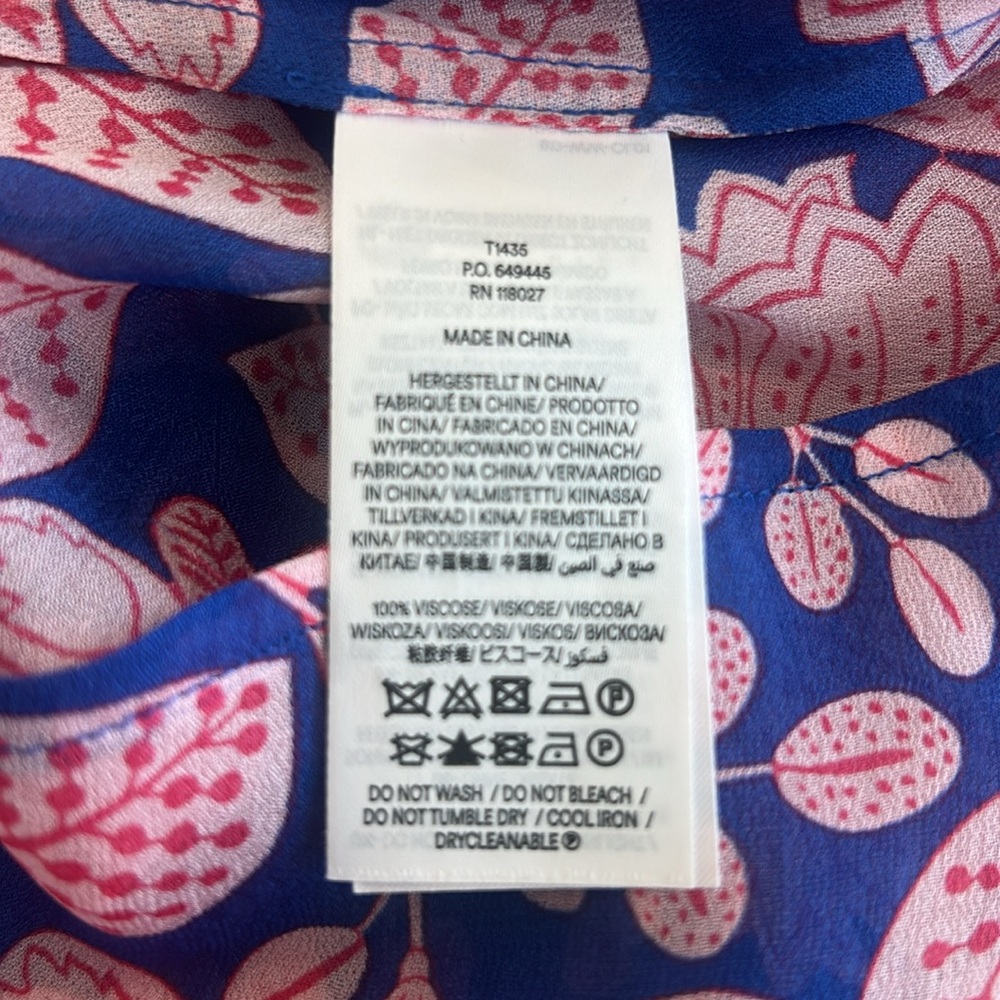 T1435
P.O. 649445
RN 118027
MADE IN CHINA
HERGESTELLT IN CHINA/
FABRIQUÉ EN CHINE/ PRODOTTO
IN CINA/ FABRICADO EN CHINA/
WYPRODUKOWANO W CHINACH/
FABRICADO NA CHINA/ VERVAARDIGD
IN CHINA/ VALMISTETTU KIINASSA/
TILLVERKAD I KINA/ FREMSTILLET I
KINA/ PRODUSERT I KINA/ СДЕЛАНО В
КИТАЕ/ 中国制造/ 中国製/ صنع في الصين
100% VISCOSE/ VISKOSE/ VISCOSA/
WISKOZA/ VISKOOSI/ VISKOS/ ВИСКОЗА/
粘胶纤维/ ビスコース/ فسكوز
P
P
DO NOT WASH / DO NOT BLEACH /
DO NOT TUMBLE DRY / COOL IRON /
DRYCLEANABLE Ⓟ